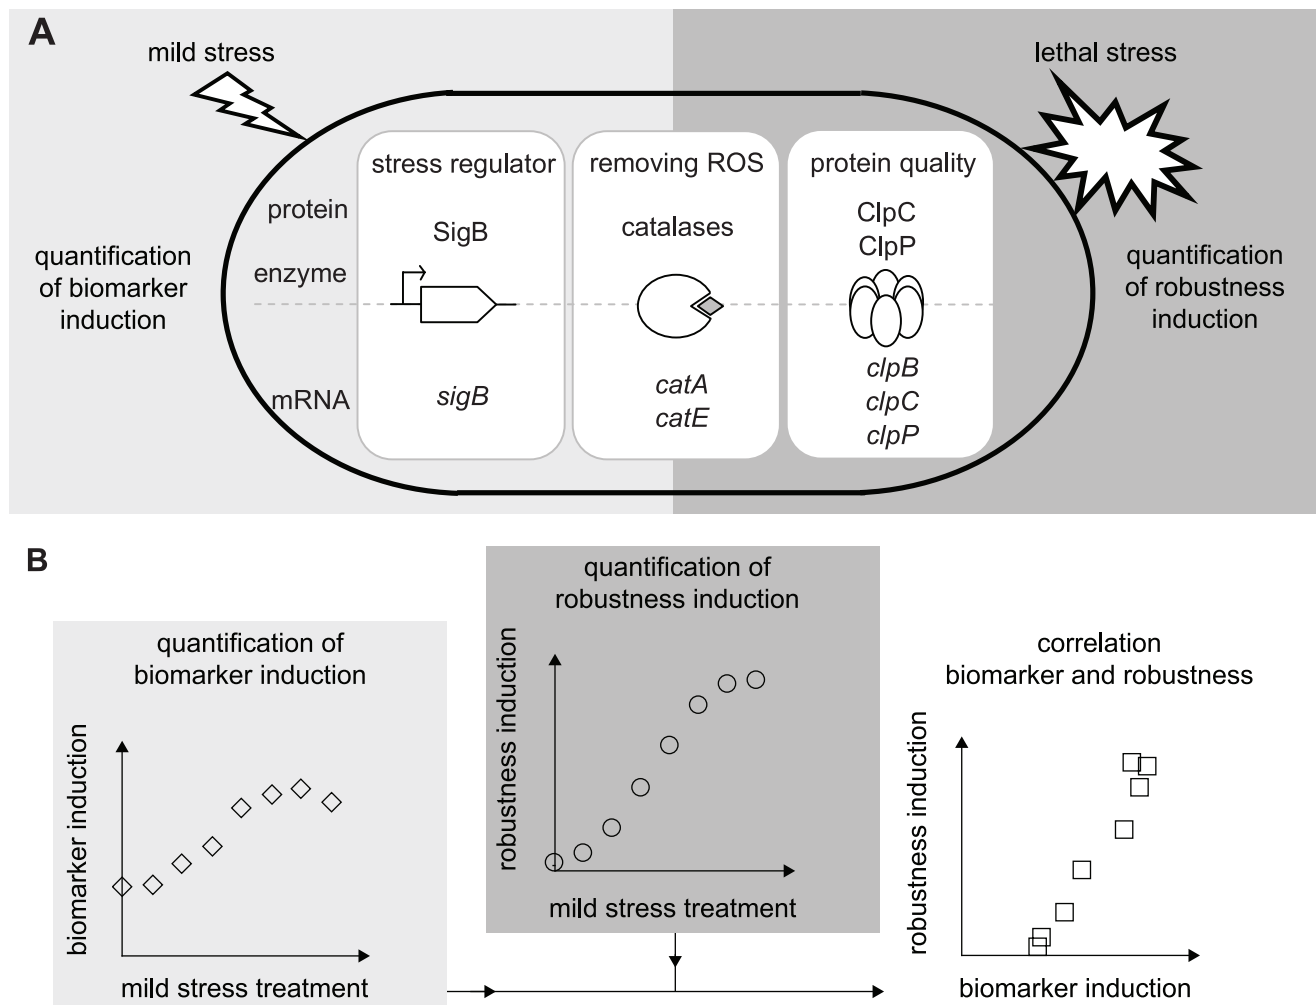 A
mild stress
lethal stress
stress regulator
removing ROS
protein quality
protein
enzyme
mRNA
SigB
catalases
ClpC
ClpP
sigB
catA
catE
clpB
clpC
clpP
quantification
of biomarker
induction
quantification
of robustness
induction
B
quantification of
biomarker induction
biomarker induction
mild stress treatment
quantification of
robustness induction
robustness induction
mild stress treatment
correlation
biomarker and robustness
robustness induction
biomarker induction